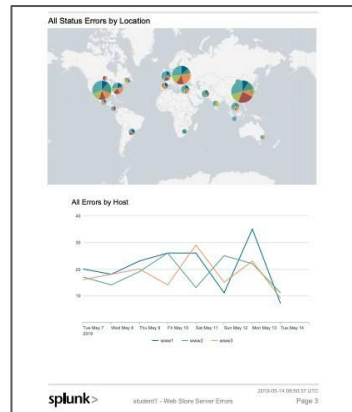 All Status Errors by Location
All Errors by Host
40
30
20
10
Tue May 7 Wed May 8 Thu May 9 Fri May 10 Sat May 11 Sun May 12 Mon May 13 Tue May 14
2019
www1 www2 www3
2019-05-14 06:50:37 UTC
splunk> student1 - Web Store Server Errors Page 3